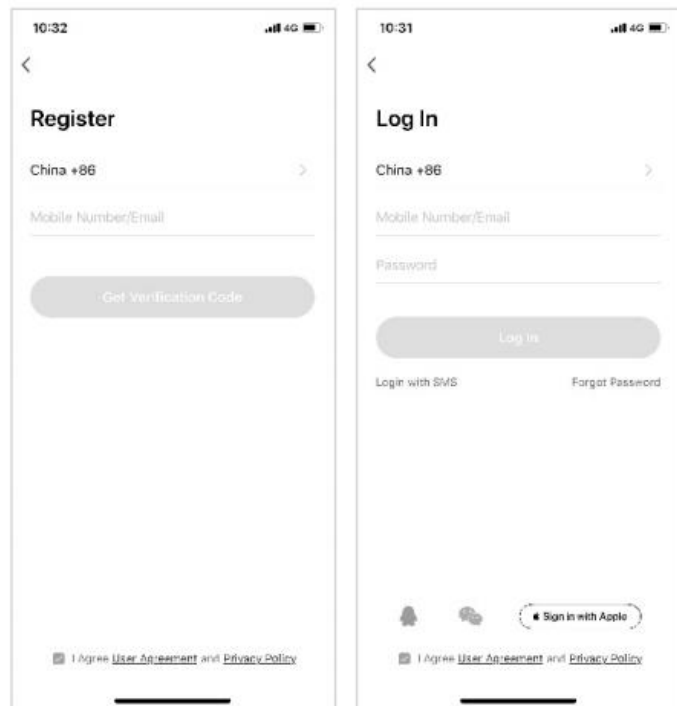 10:32
4G
Register
China +86
Mobile Number/Email
Get Verification Code
I Agree User Agreement and Privacy Policy
10:31
4G
Log In
China +86
Mobile Number/Email
Password
Log In
Login with SMS
Forgot Password
Sign in with Apple
I Agree User Agreement and Privacy Policy